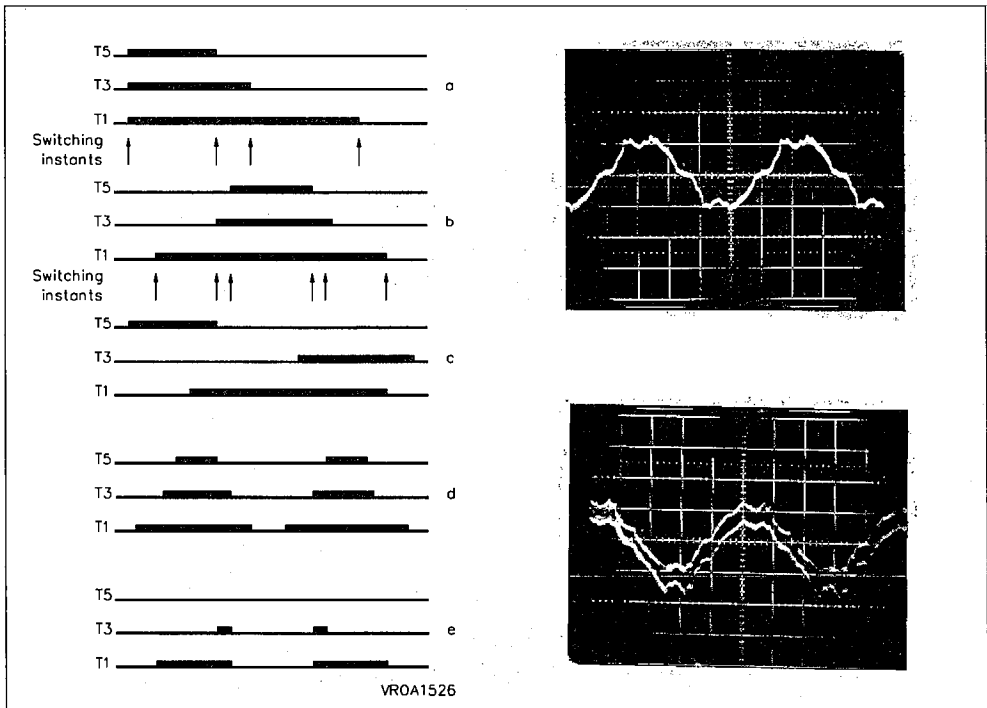 T5
T3 a
T1
Switching
instants
T5
T3 b
T1
Switching
instants
T5
T3 c
T1
T5
T3 d
T1
T5
T3 e
T1
VR0A1526